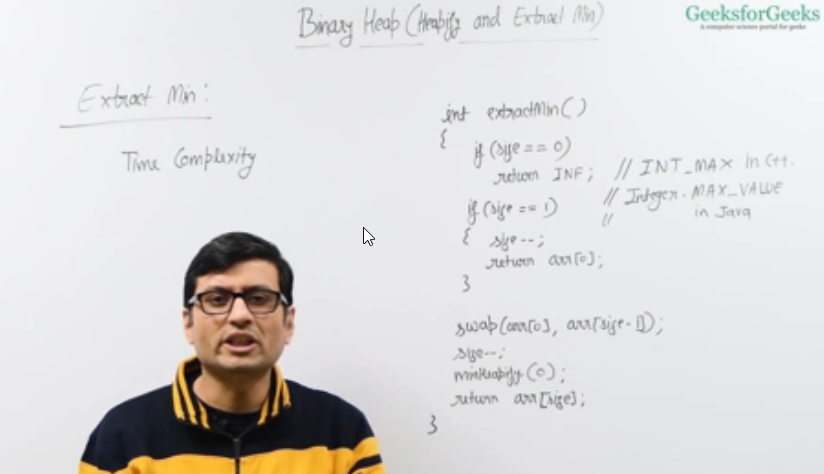 Binary Heap (Heapify and Extract Min)
GeeksforGeeks
A computer science portal for geeks
Extract Min:
Time Complexity
int extractMin()
{
if (size == 0)
return INF; // INT_MAX in C++.
// Integer.MAX_VALUE
// in Java
if (size == 1)
{ size--;
return arr[0];
}
swap(arr[0], arr[size-1]);
size--;
minHeapify(0);
return arr[size];
}